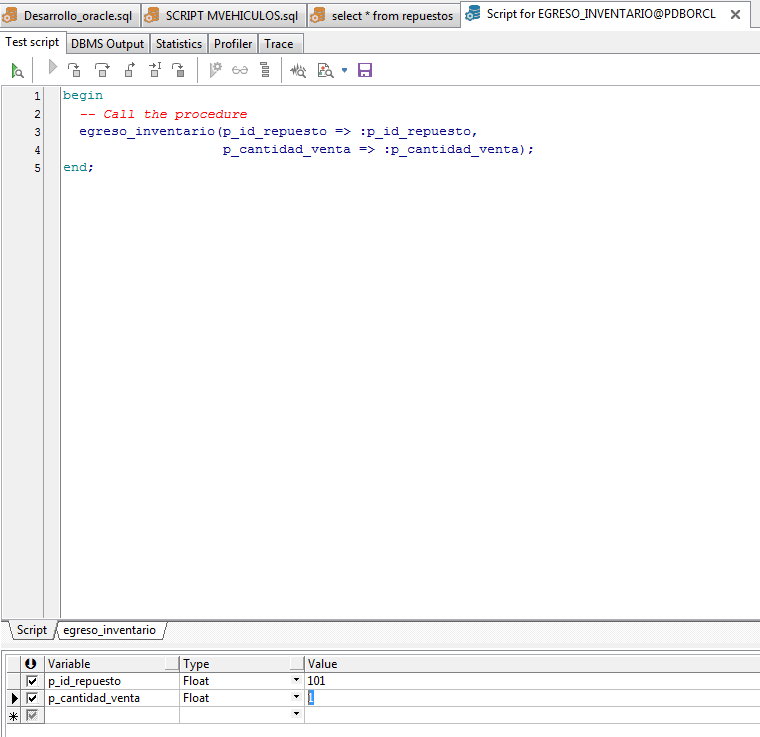 Desarrollo_oracle.sql SCRIPT MVEHICULOS.sql select * from repuestos Script for EGRESO_INVENTARIO@PDBORCL
Test script DBMS Output Statistics Profiler Trace
1 begin
2 -- Call the procedure
3 egreso_inventario(p_id_repuesto => :p_id_repuesto,
4 p_cantidad_venta => :p_cantidad_venta);
5 end;
Script egreso_inventario
Variable Type Value
p_id_repuesto Float 101
p_cantidad_venta Float 1